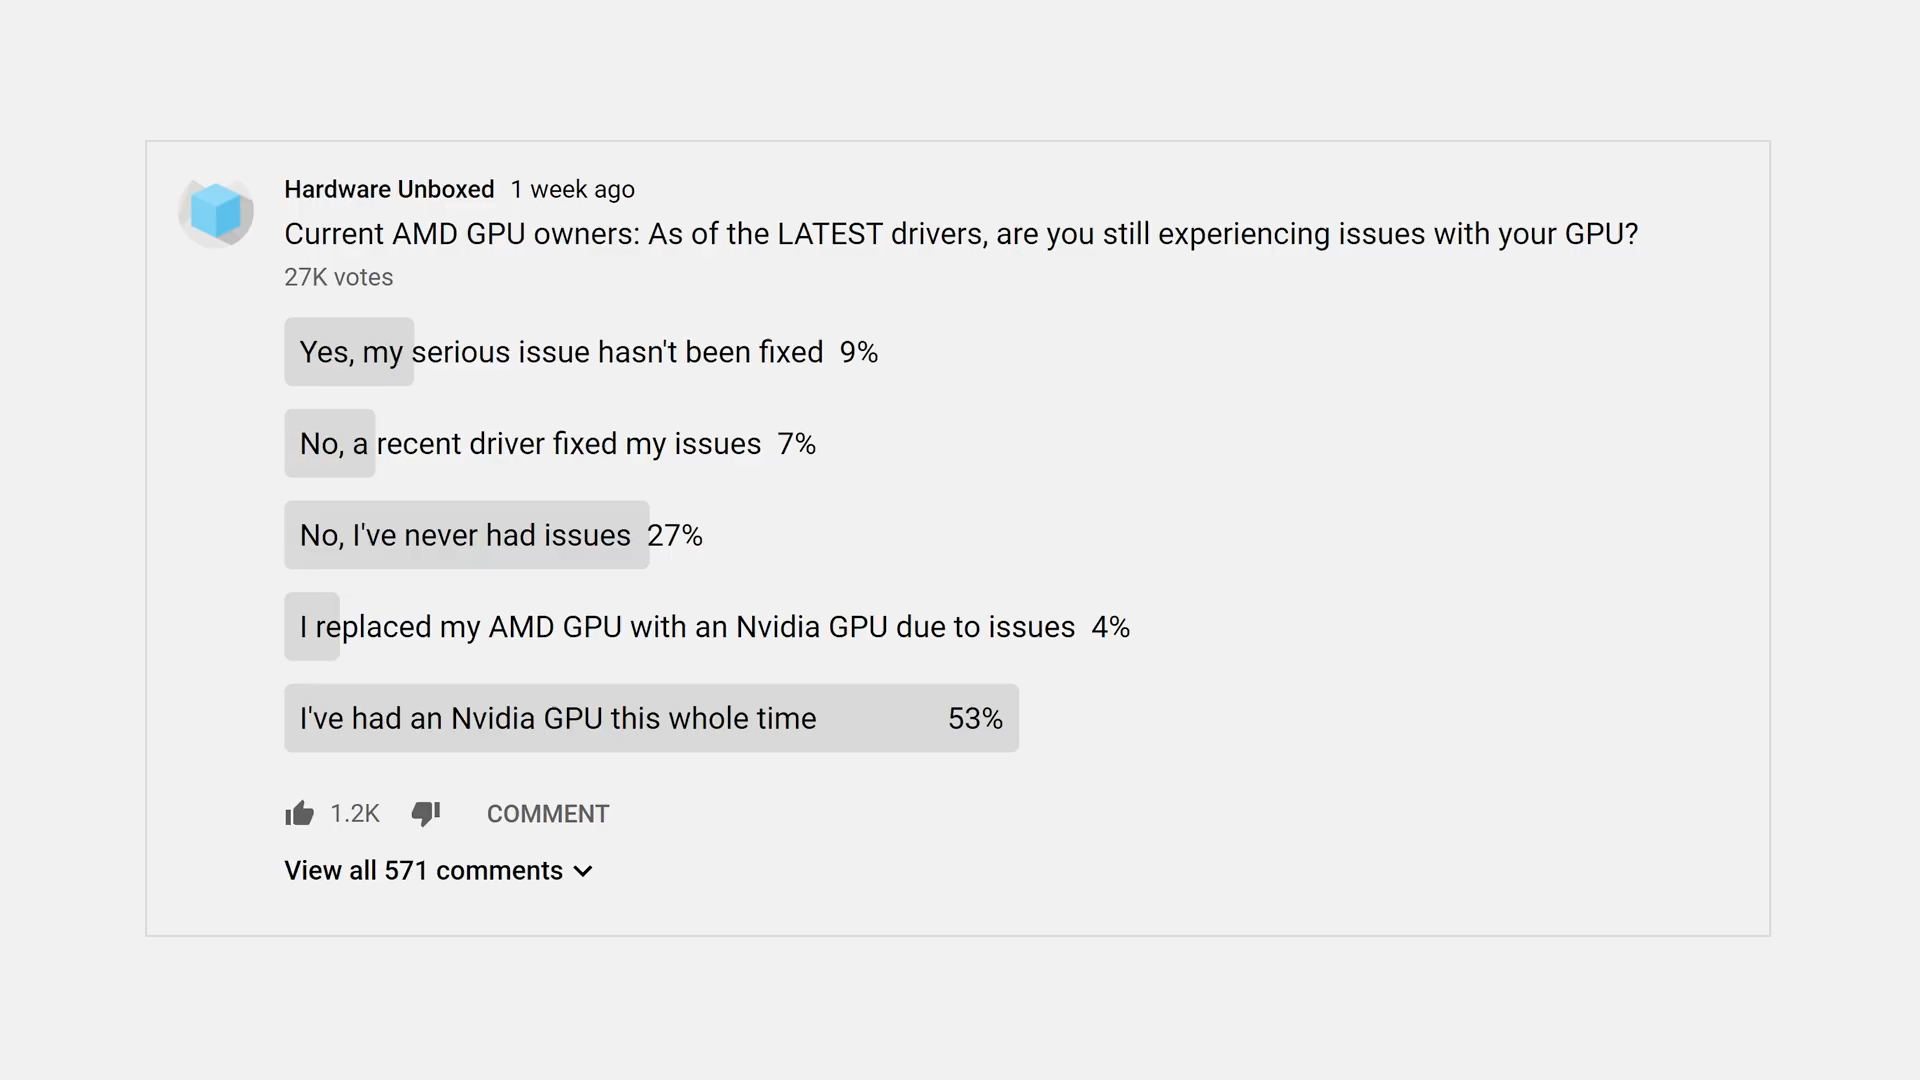 Hardware Unboxed 1 week ago
Current AMD GPU owners: As of the LATEST drivers, are you still experiencing issues with your GPU?
27K votes
Yes, my serious issue hasn't been fixed 9%
No, a recent driver fixed my issues 7%
No, I've never had issues 27%
I replaced my AMD GPU with an Nvidia GPU due to issues 4%
I've had an Nvidia GPU this whole time 53%
1.2K COMMENT
View all 571 comments